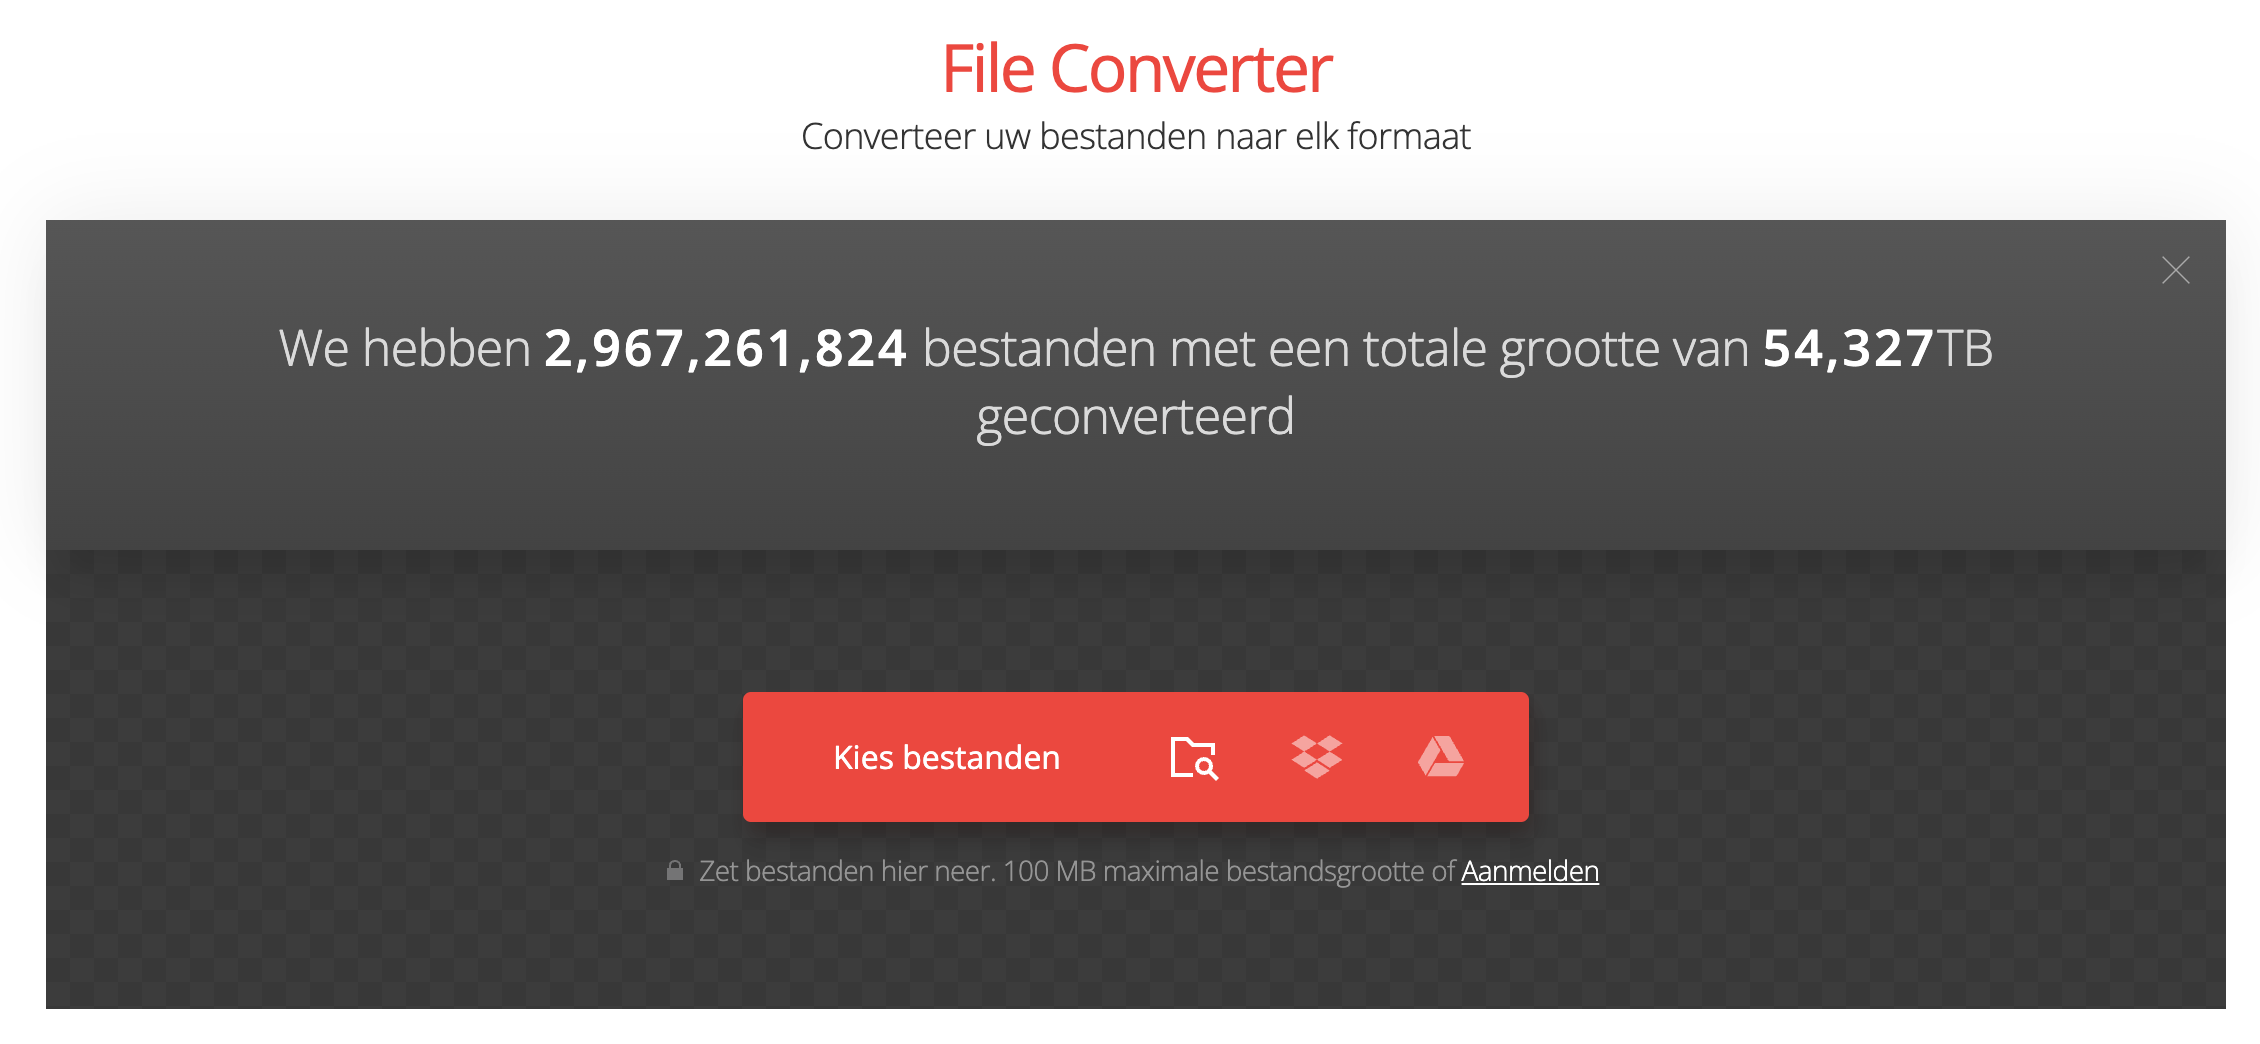 File Converter
Converteer uw bestanden naar elk formaat
We hebben 2,967,261,824 bestanden met een totale grootte van 54,327TB
geconverteerd
Kies bestanden
Zet bestanden hier neer. 100 MB maximale bestandsgrootte of Aanmelden